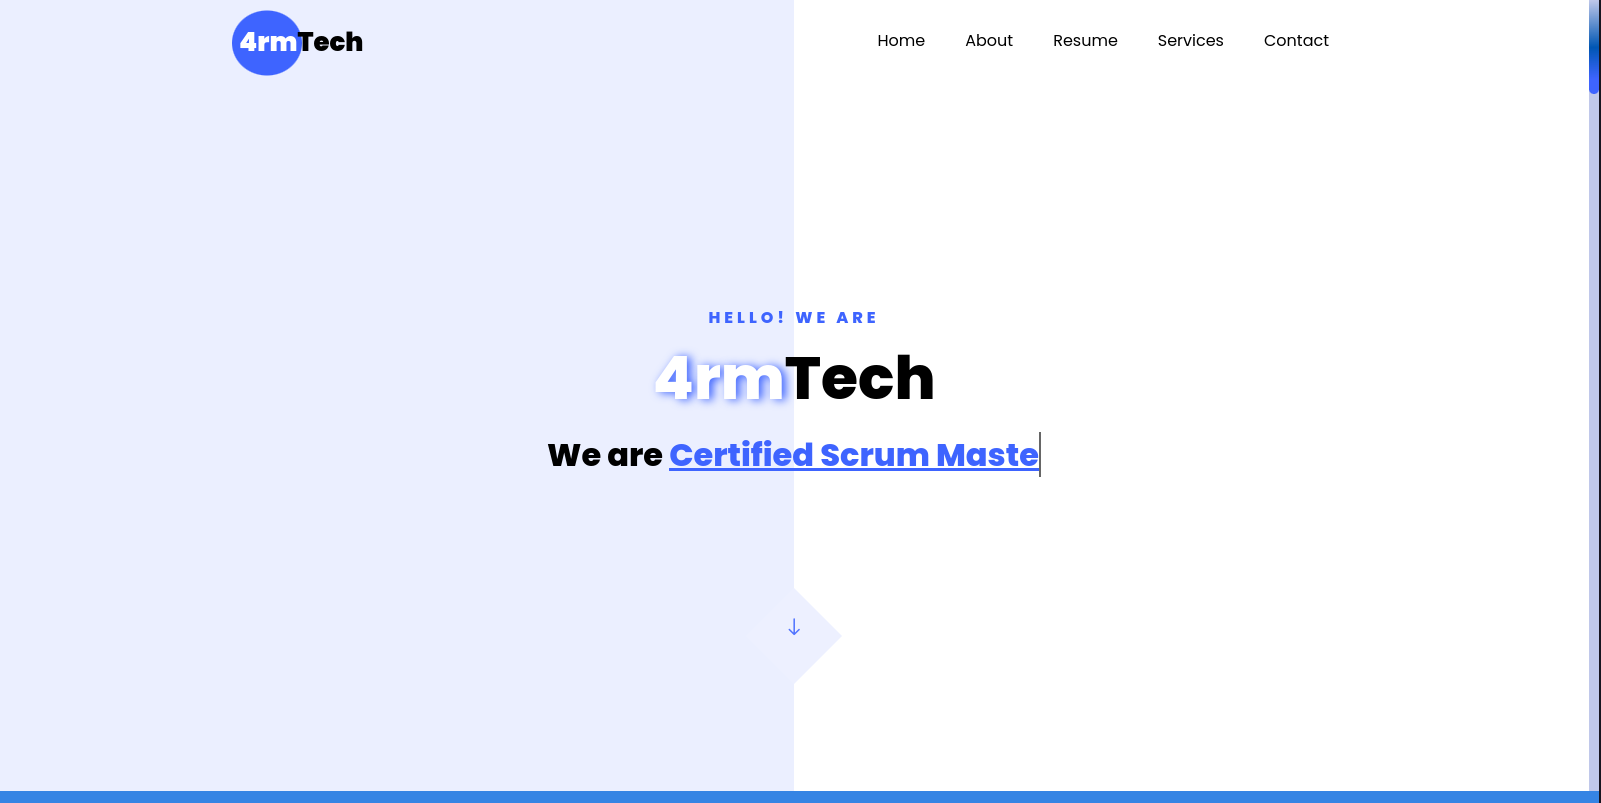 4rmTech
Home About Resume Services Contact
HELLO! WE ARE
4rmTech
We are Certified Scrum Maste